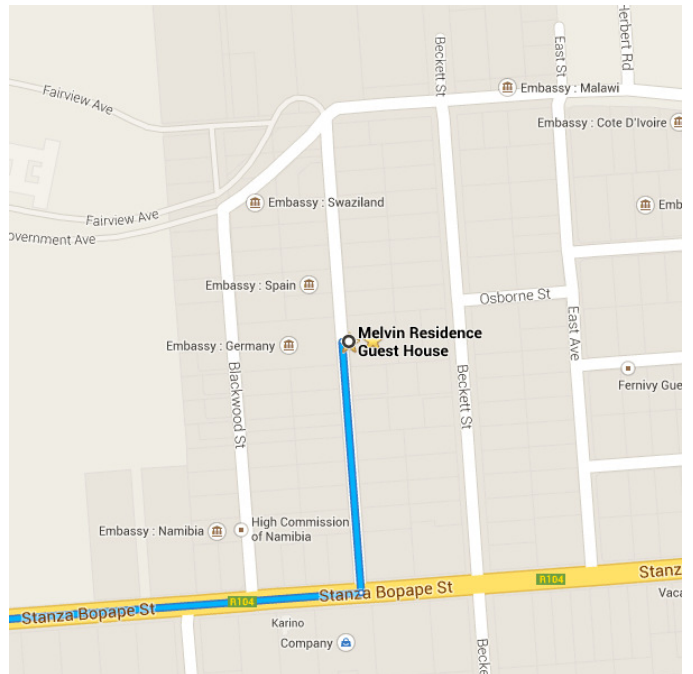 Herbert Rd
East St
Beckett St
Embassy : Malawi
Fairview Ave
Embassy : Cote D'Ivoire
Embassy : Swaziland
Emb
Fairview Ave
overnment Ave
Embassy : Spain
Osborne St
Melvin Residence
Guest House
Embassy : Germany
East Ave
Blackwood St
Beckett St
Fernivy Gue
High Commission
of Namibia
Embassy : Namibia
R104
Stanz
Stanza Bopape St
R104
Stanza Bopape St
Vaca
Karino
Company
Becke